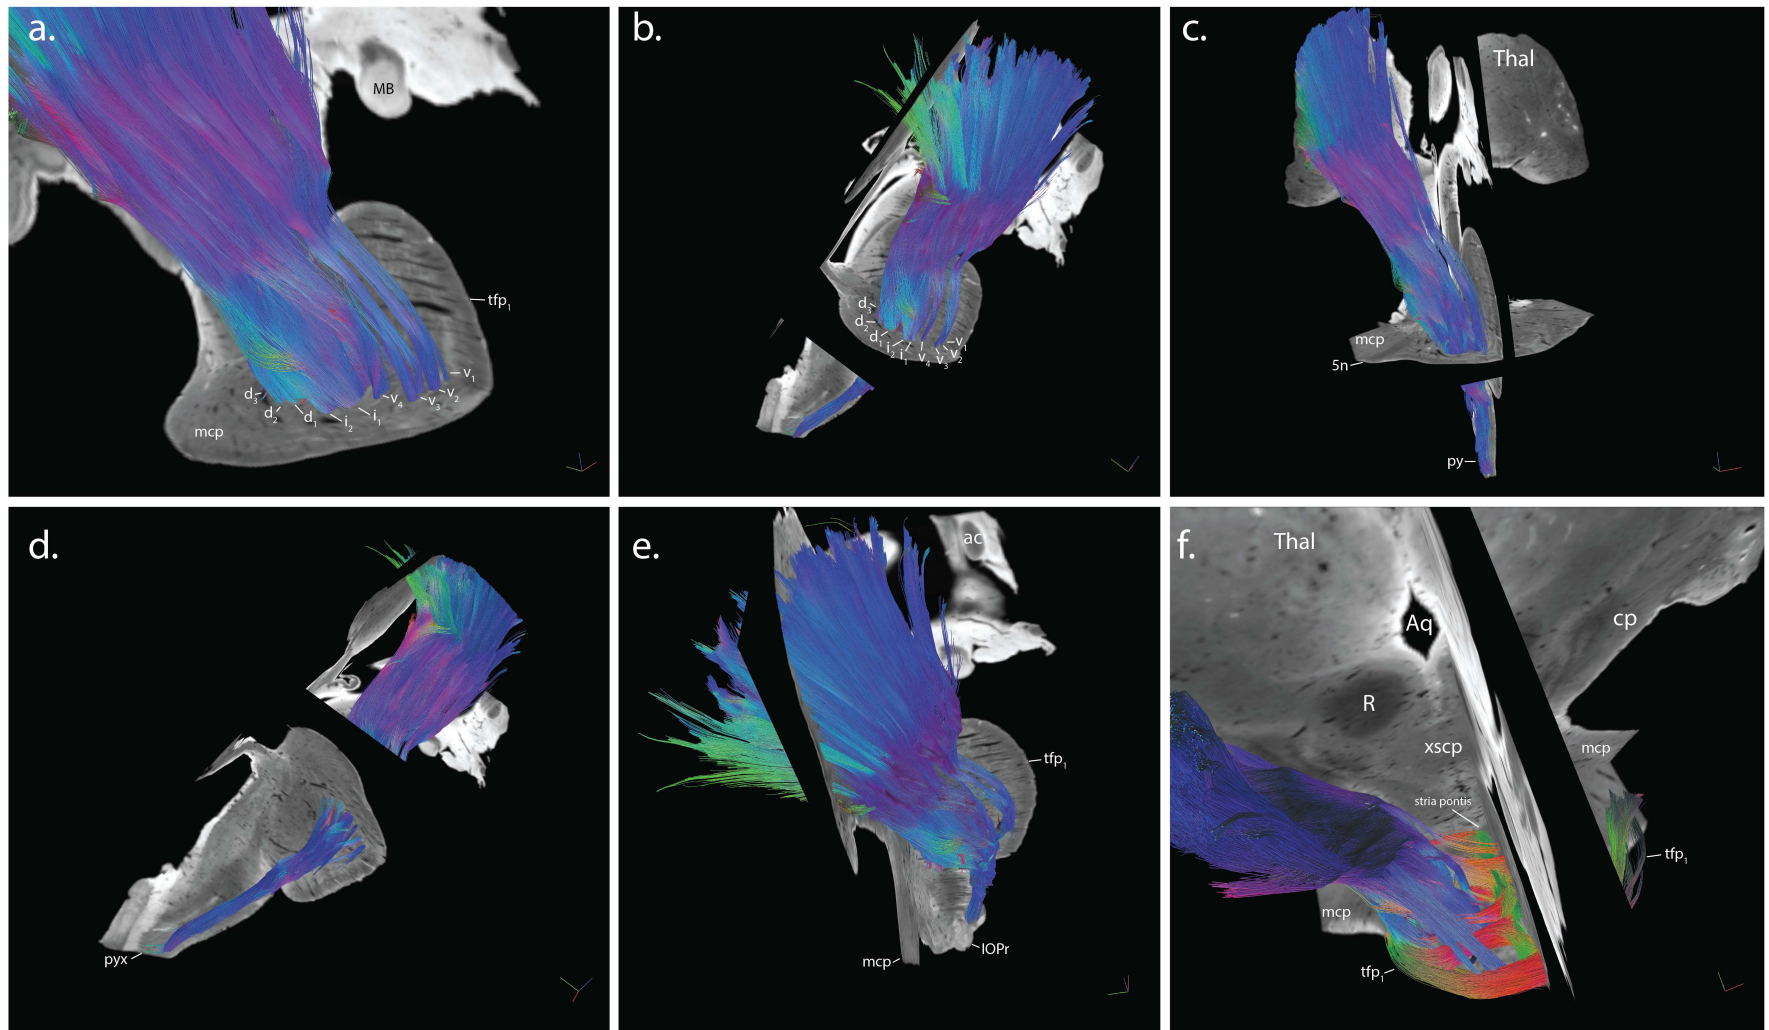 a.
MB
tfp1
v1
v2
v3
v4
i1
i2
d1
d2
d3
mcp
b.
d3
d2
d1
i2
i1
v4
v3
v2
v1
c.
Thal
mcp
5n
py
d.
pyx
e.
ac
tfp1
IOPr
mcp
f.
Thal
Aq
cp
R
xscp
mcp
stria pontis
tfp1
mcp
tfp1